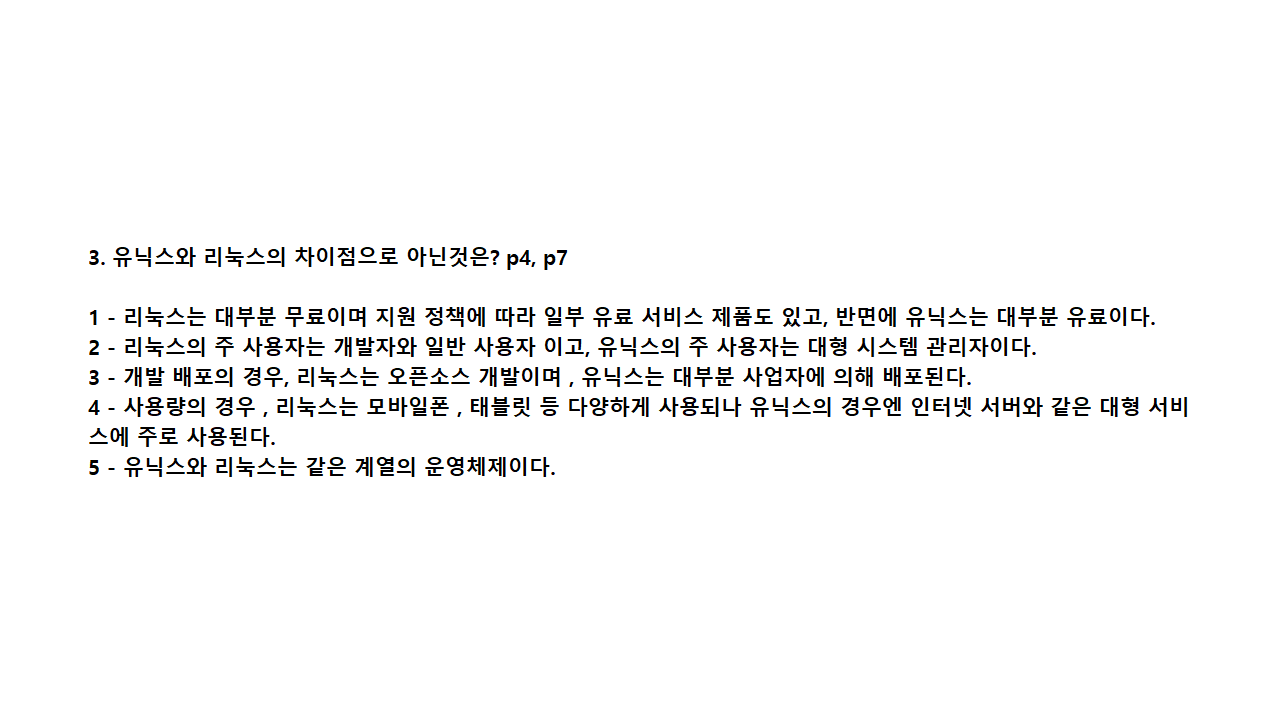 3. 유닉스와 리눅스의 차이점으로 아닌것은? p4, p7
1 - 리눅스는 대부분 무료이며 지원 정책에 따라 일부 유료 서비스 제품도 있고, 반면에 유닉스는 대부분 유료이다.
2 - 리눅스의 주 사용자는 개발자와 일반 사용자 이고, 유닉스의 주 사용자는 대형 시스템 관리자이다.
3 - 개발 배포의 경우, 리눅스는 오픈소스 개발이며 , 유닉스는 대부분 사업자에 의해 배포된다.
4 - 사용량의 경우 , 리눅스는 모바일폰 , 태블릿 등 다양하게 사용되나 유닉스의 경우엔 인터넷 서버와 같은 대형 서비
스에 주로 사용된다.
5 - 유닉스와 리눅스는 같은 계열의 운영체제이다.